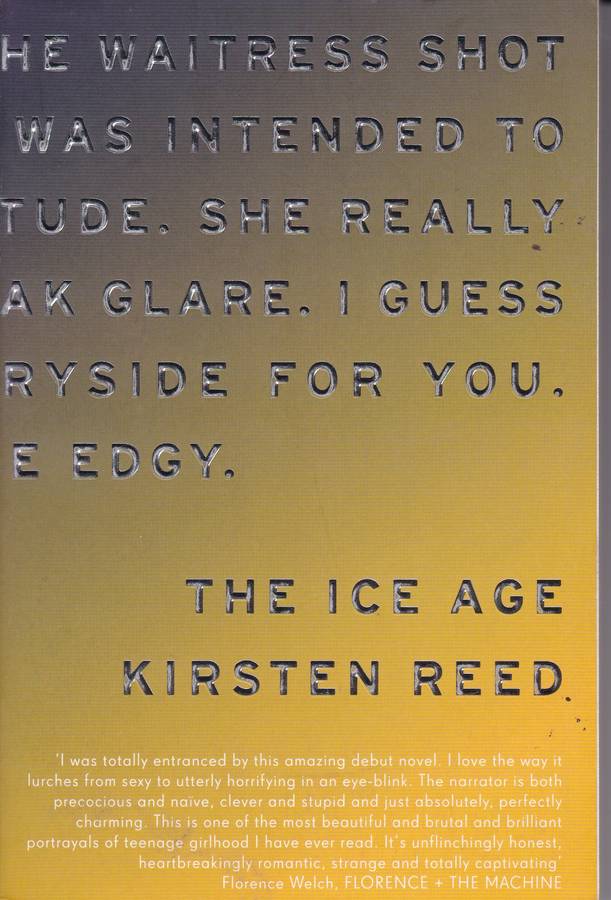 HE WAITRESS SHOT
WAS INTENDED TO
TUDE. SHE REALLY
AK GLARE. I GUESS
RYSIDE FOR YOU.
E EDGY.
THE ICE AGE
KIRSTEN REED
'I was totally entranced by this amazing debut novel. I love the way it
lurches from sexy to utterly horrifying in an eye-blink. The narrator is both
precocious and naïve, clever and stupid and just absolutely, perfectly
charming. This is one of the most beautiful and brutal and brilliant
portrayals of teenage girlhood I have ever read. It's unflinchingly honest,
heartbreakingly romantic, strange and totally captivating'
Florence Welch, FLORENCE + THE MACHINE